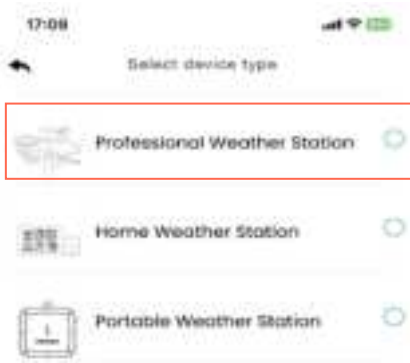 17:09
Select device type
Professional Weather Station
Home Weather Station
Portable Weather Station